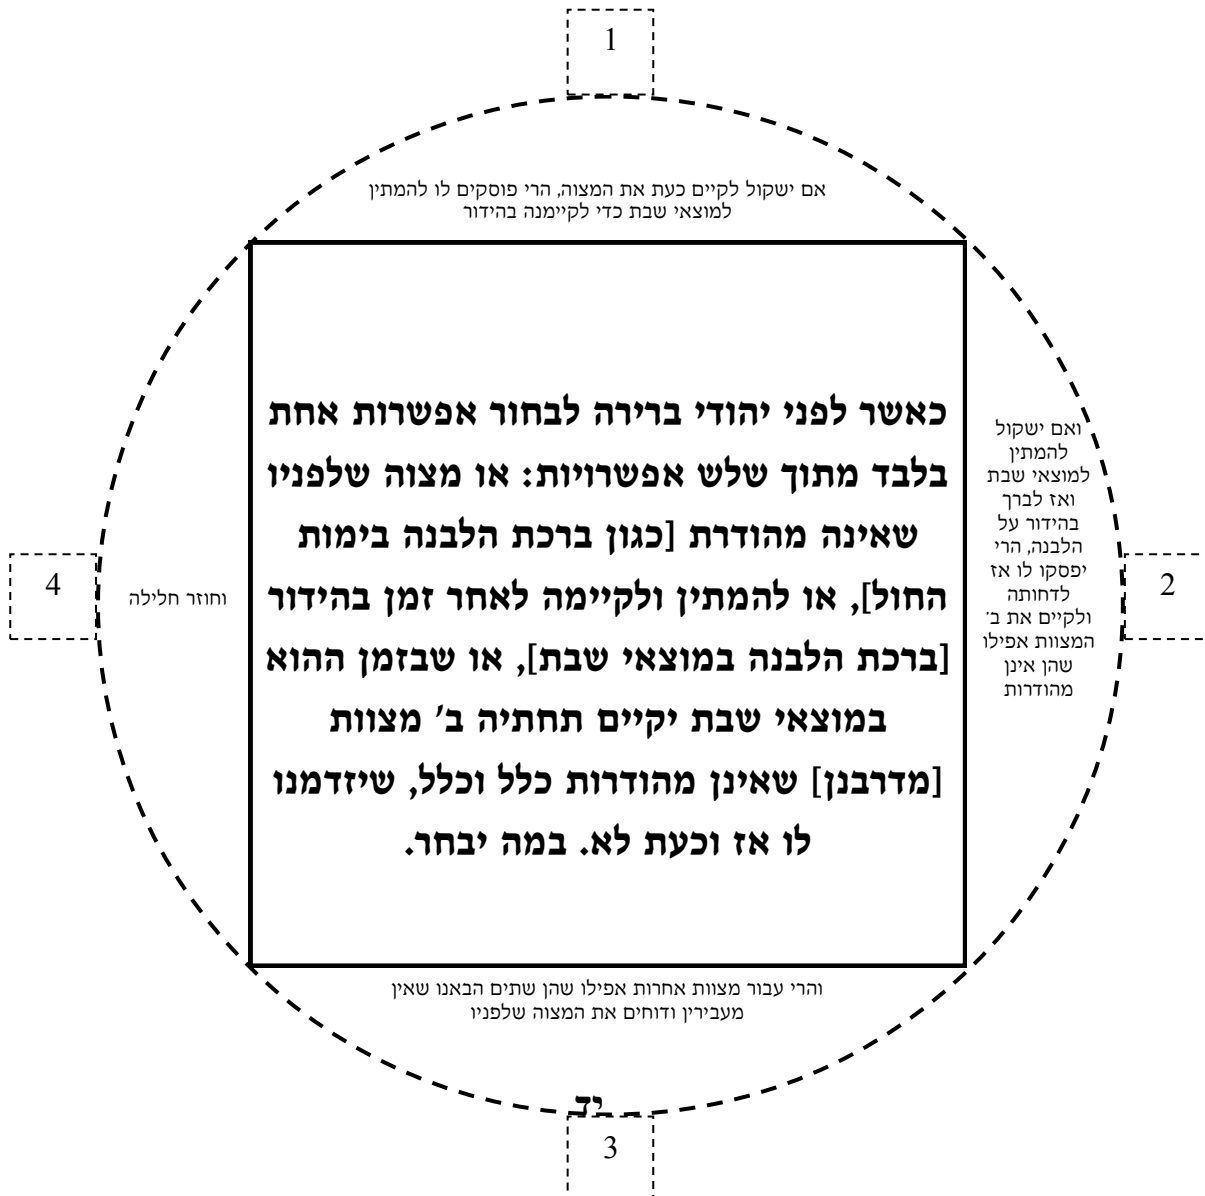 1
אם ישקול לקיים כעת את המצוה, הרי פוסקים לו להמתין
למוצאי שבת כדי לקיימנה בהידור
כאשר לפני יהודי ברירה לבחור אפשרות אחת
בלבד מתוך שלש אפשרויות: או מצוה שלפניו
שאינה מהודרת [כגון ברכת הלבנה בימות
החול], או להמתין ולקיימה לאחר זמן בהידור
[ברכת הלבנה במוצאי שבת], או שבזמן ההוא
במוצאי שבת יקיים תחתיה ב' מצוות
[מדרבנן] שאינן מהודרות כלל וכלל, שיזדמנו
לו אז וכעת לא. במה יבחר.
ואם ישקול
להמתין
למוצאי שבת
ואז לברך
בהידור על
הלבנה, הרי
יפסקו לו אז
לדחותה
ולקיים את ב'
המצוות אפילו
שהן אינן
מהודרות
2
והרי עבור מצוות אחרות אפילו שהן שתים הבאנו שאין
מעבירין ודוחים את המצוה שלפניו
יד
3
וחוזר חלילה
4